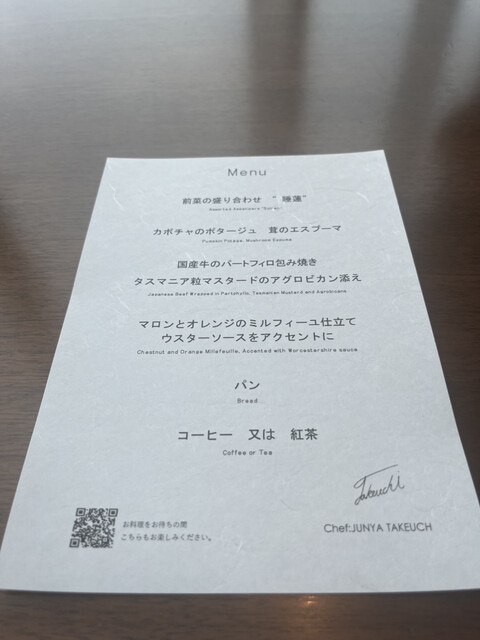 Menu
前菜の盛り合わせ “ 睡蓮”
カボチャのポタージュ 茸のエスプーマ
国産牛のパートフィロ包み焼き
タスマニア粒マスタードのアグロビカン添え
Japanese Beef Wrapped in Patefhyllo, Tasmanian Mustard and
マロンとオレンジのミルフィーユ仕立て
ウスターソースをアクセントに
Chestnut and Orange Millefeuille, Accented with Worcestershire sauce
パン
Bread
コーヒー 又は 紅茶
Coffee or Tea
Takeuchi
お料理をお待ちの間
こちらもお楽しみください。
Chef:JUNYA TAKEUCH